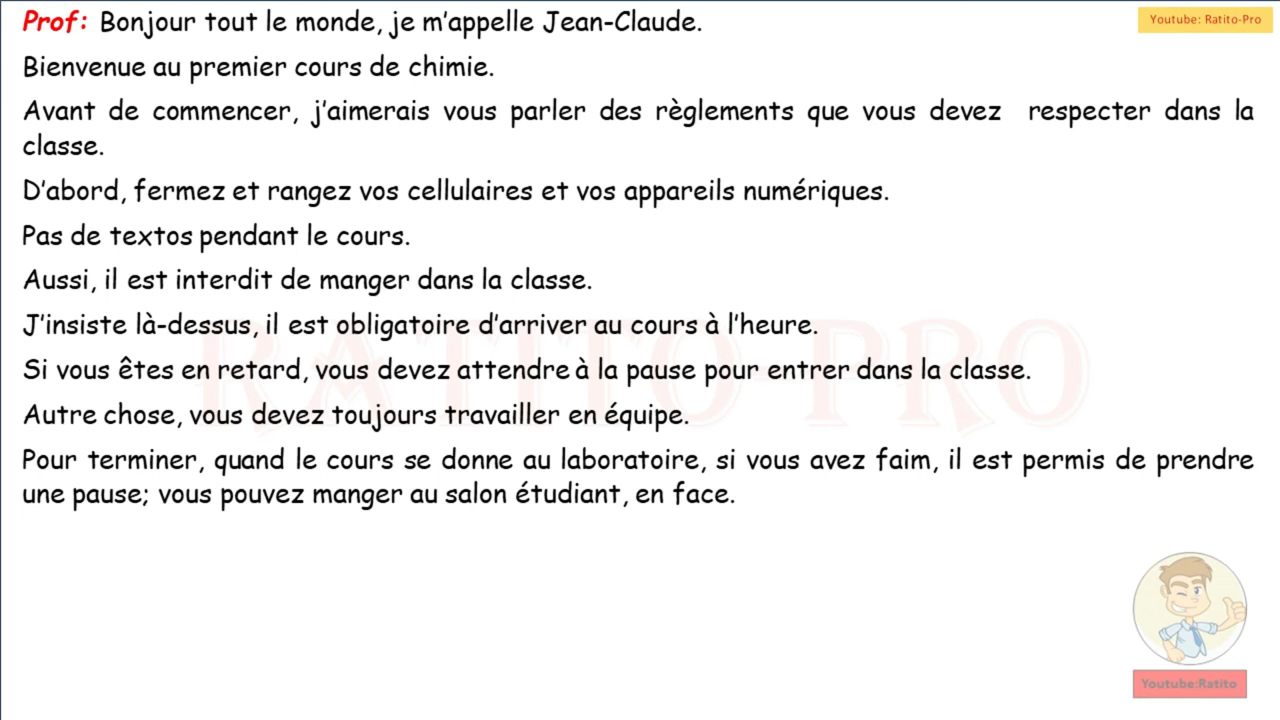 Prof: Bonjour tout le monde, je m'appelle Jean-Claude.
Youtube: Ratito-Pro
Bienvenue au premier cours de chimie.
Avant de commencer, j'aimerais vous parler des règlements que vous devez respecter dans la
classe.
D'abord, fermez et rangez vos cellulaires et vos appareils numériques.
Pas de textos pendant le cours.
Aussi, il est interdit de manger dans la classe.
J'insiste là-dessus, il est obligatoire d'arriver au cours à l'heure.
RATITO-PRO
Si vous êtes en retard, vous devez attendre à la pause pour entrer dans la classe.
Autre chose, vous devez toujours travailler en équipe.
Pour terminer, quand le cours se donne au laboratoire, si vous avez faim, il est permis de prendre
une pause; vous pouvez manger au salon étudiant, en face.
Youtube:Ratito